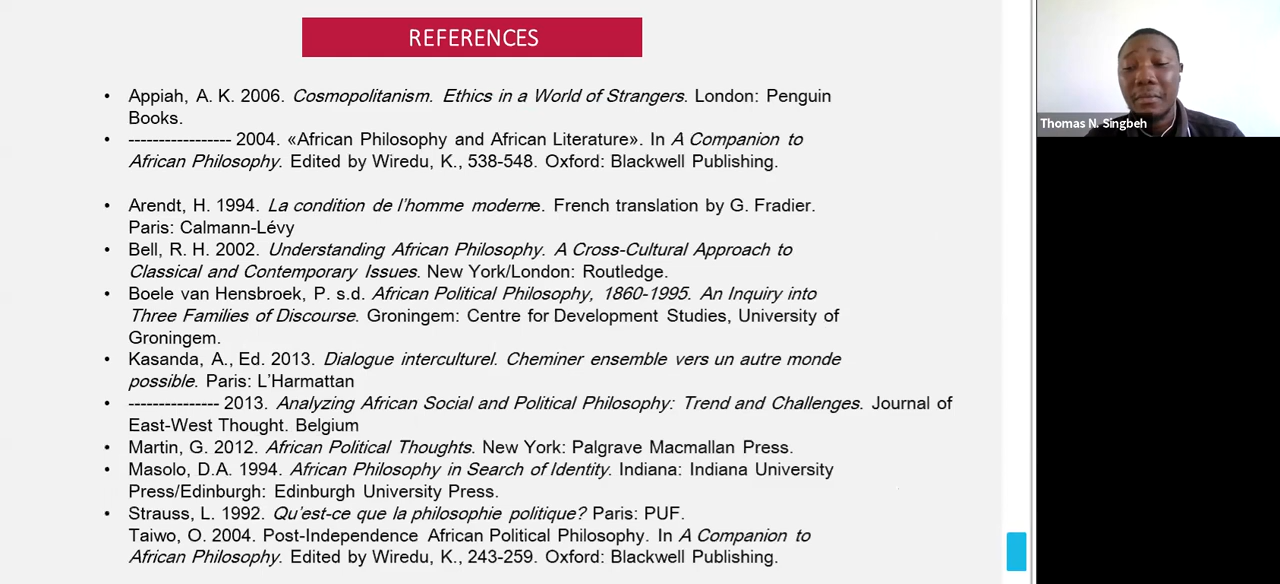 REFERENCES
• Appiah, A. K. 2006. Cosmopolitanism. Ethics in a World of Strangers. London: Penguin
Books.
• ----------------- 2004. «African Philosophy and African Literature». In A Companion to
African Philosophy. Edited by Wiredu, K., 538-548. Oxford: Blackwell Publishing.
• Arendt, H. 1994. La condition de l'homme moderne. French translation by G. Fradier.
Paris: Calmann-Lévy
• Bell, R. H. 2002. Understanding African Philosophy. A Cross-Cultural Approach to
Classical and Contemporary Issues. New York/London: Routledge.
• Boele van Hensbroek, P. s.d. African Political Philosophy, 1860-1995. An Inquiry into
Three Families of Discourse. Groningem: Centre for Development Studies, University of
Groningem.
• Kasanda, A., Ed. 2013. Dialogue interculturel. Cheminer ensemble vers un autre monde
possible. Paris: L'Harmattan
• --------------- 2013. Analyzing African Social and Political Philosophy: Trend and Challenges. Journal of
East-West Thought. Belgium
• Martin, G. 2012. African Political Thoughts. New York: Palgrave Macmallan Press.
• Masolo, D.A. 1994. African Philosophy in Search of Identity. Indiana: Indiana University
Press/Edinburgh: Edinburgh University Press.
• Strauss, L. 1992. Qu'est-ce que la philosophie politique? Paris: PUF.
Taiwo, O. 2004. Post-Independence African Political Philosophy. In A Companion to
African Philosophy. Edited by Wiredu, K., 243-259. Oxford: Blackwell Publishing.
Thomas N. Singbeh